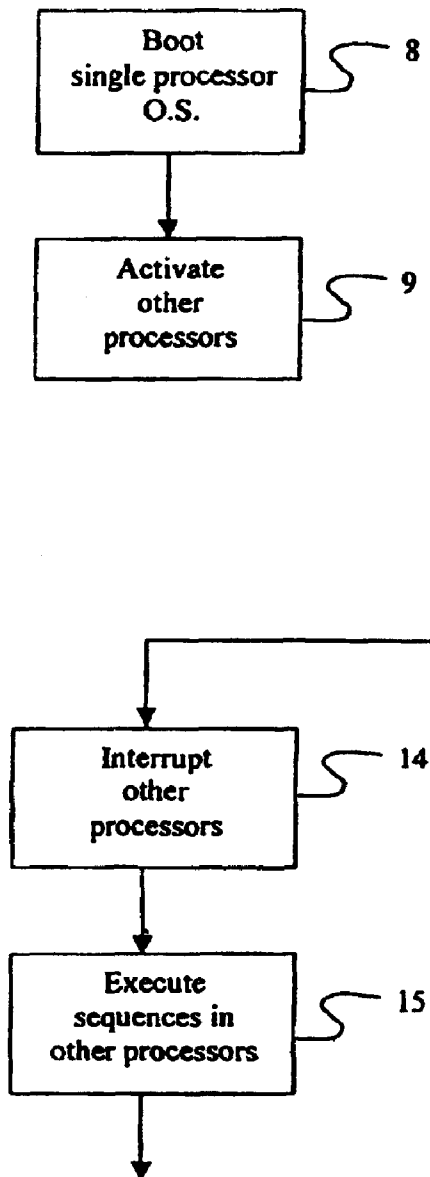 Boot
single processor
O.S.
8
Activate
other
processors
9
Interrupt
other
processors
14
Execute
sequences in
other processors
15